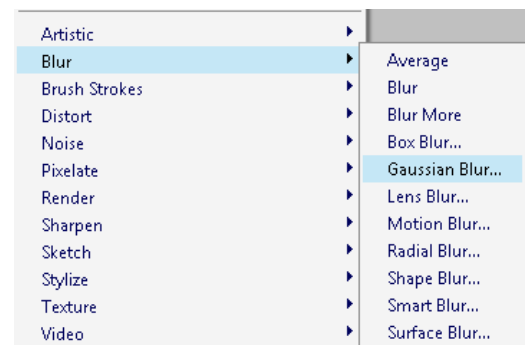 Artistic
Blur
Brush Strokes
Distort
Noise
Pixelate
Render
Sharpen
Sketch
Stylize
Texture
Video
Average
Blur
Blur More
Box Blur...
Gaussian Blur...
Lens Blur...
Motion Blur...
Radial Blur...
Shape Blur...
Smart Blur...
Surface Blur...